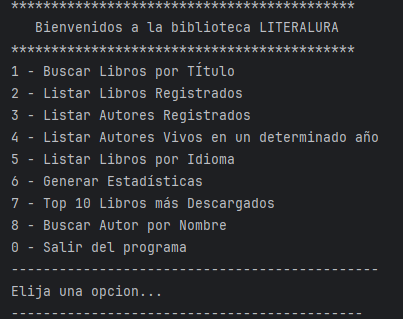 *******************************************
Bienvenidos a la biblioteca LITERALURA
*******************************************
1 - Buscar Libros por TÍtulo
2 - Listar Libros Registrados
3 - Listar Autores Registrados
4 - Listar Autores Vivos en un determinado año
5 - Listar Libros por Idioma
6 - Generar Estadísticas
7 - Top 10 Libros más Descargados
8 - Buscar Autor por Nombre
0 - Salir del programa
----------------------------------------------
Elija una opcion...
--------------------------------------------